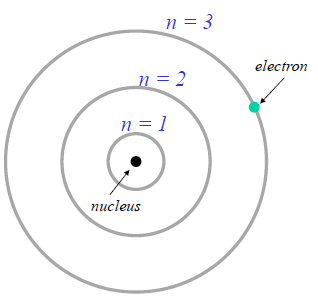 n = 3
electron
n = 2
n = 1
nucleus